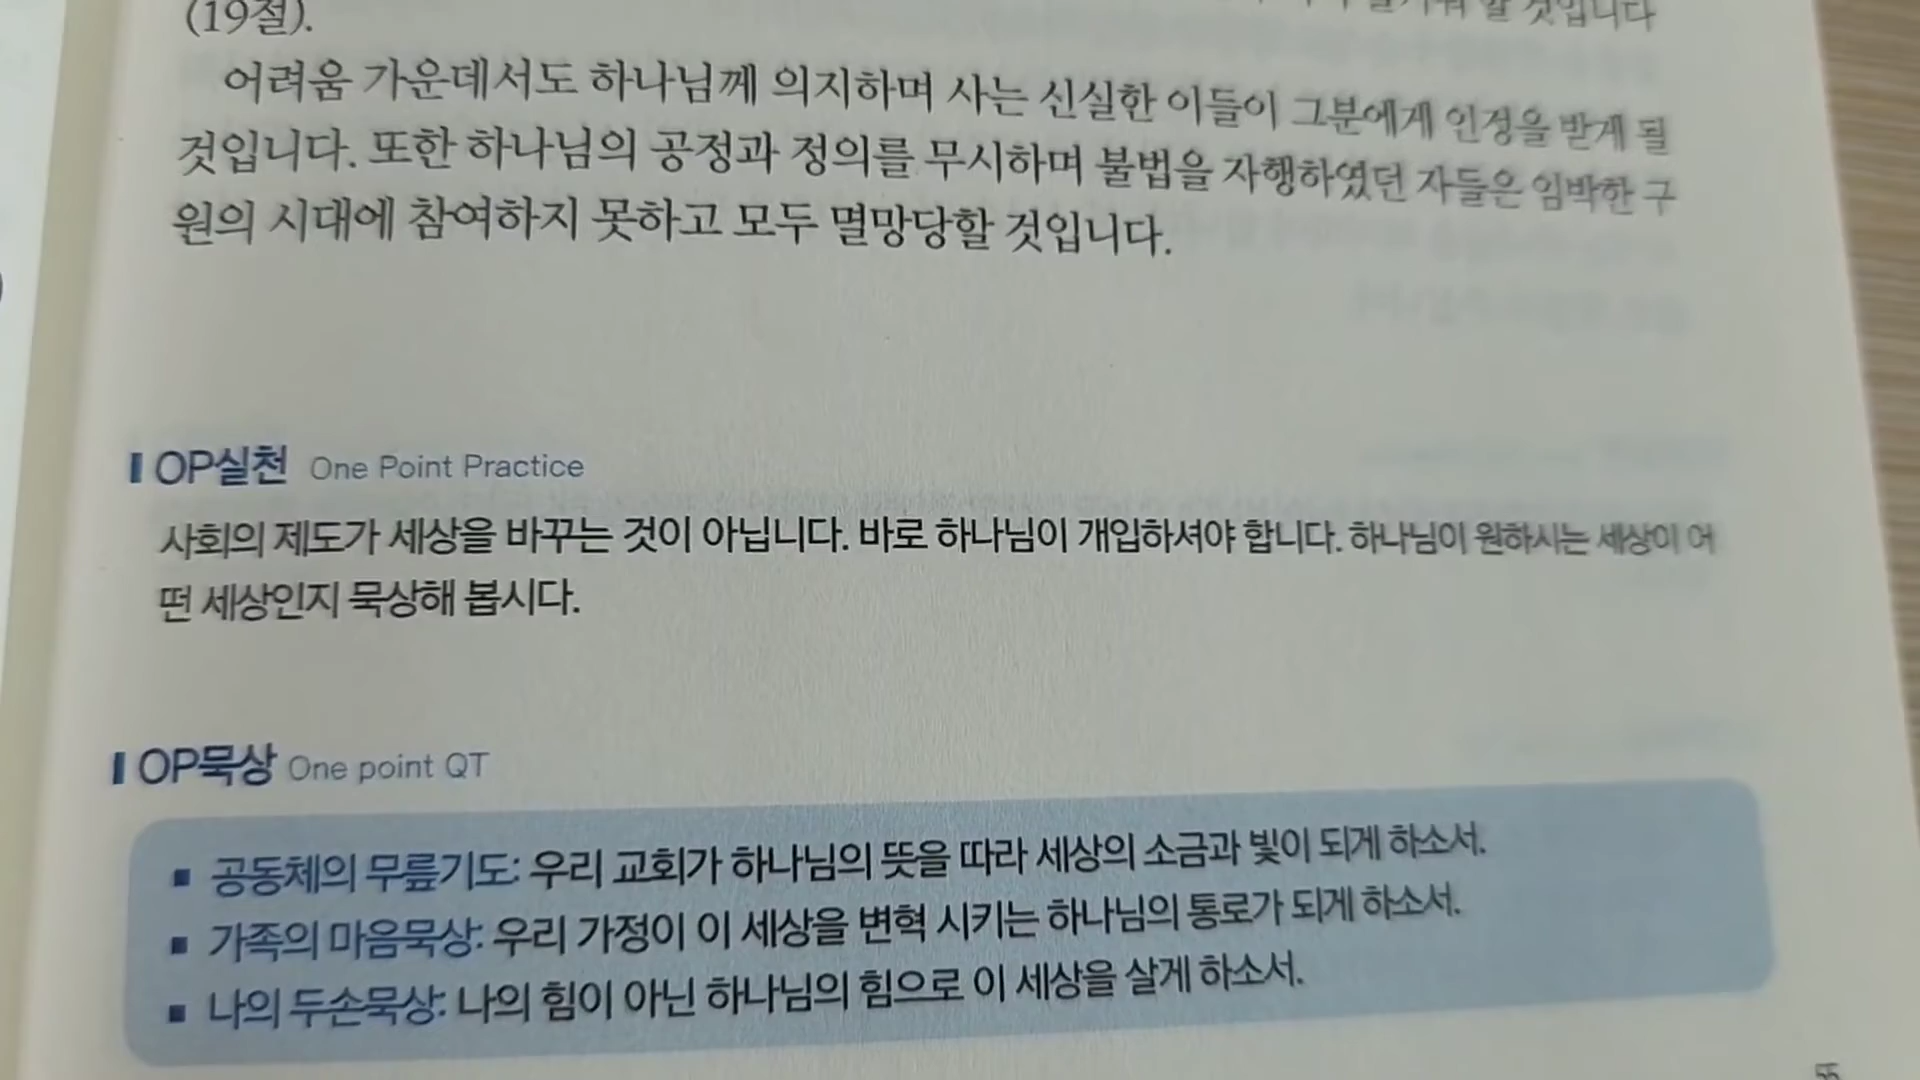 것입니다
(19절).
어려움 가운데서도 하나님께 의지하며 사는 신실한 이들이 그분에게 인정을 받게 될
것입니다. 또한 하나님의 공정과 정의를 무시하며 불법을 자행하였던 자들은 임박한 구
원의 시대에 참여하지 못하고 모두 멸망당할 것입니다.
OP실천 One Point Practice
사회의 제도가 세상을 바꾸는 것이 아닙니다. 바로 하나님이 개입하셔야 합니다. 하나님이 원하시는 세상이 어
떤 세상인지 묵상해 봅시다.
OP묵상 One point QT
▪ 공동체의 무릎기도: 우리 교회가 하나님의 뜻을 따라 세상의 소금과 빛이 되게 하소서.
▪ 가족의 마음묵상: 우리 가정이 이 세상을 변혁 시키는 하나님의 통로가 되게 하소서.
▪ 나의 두손묵상: 나의 힘이 아닌 하나님의 힘으로 이 세상을 살게 하소서.
55